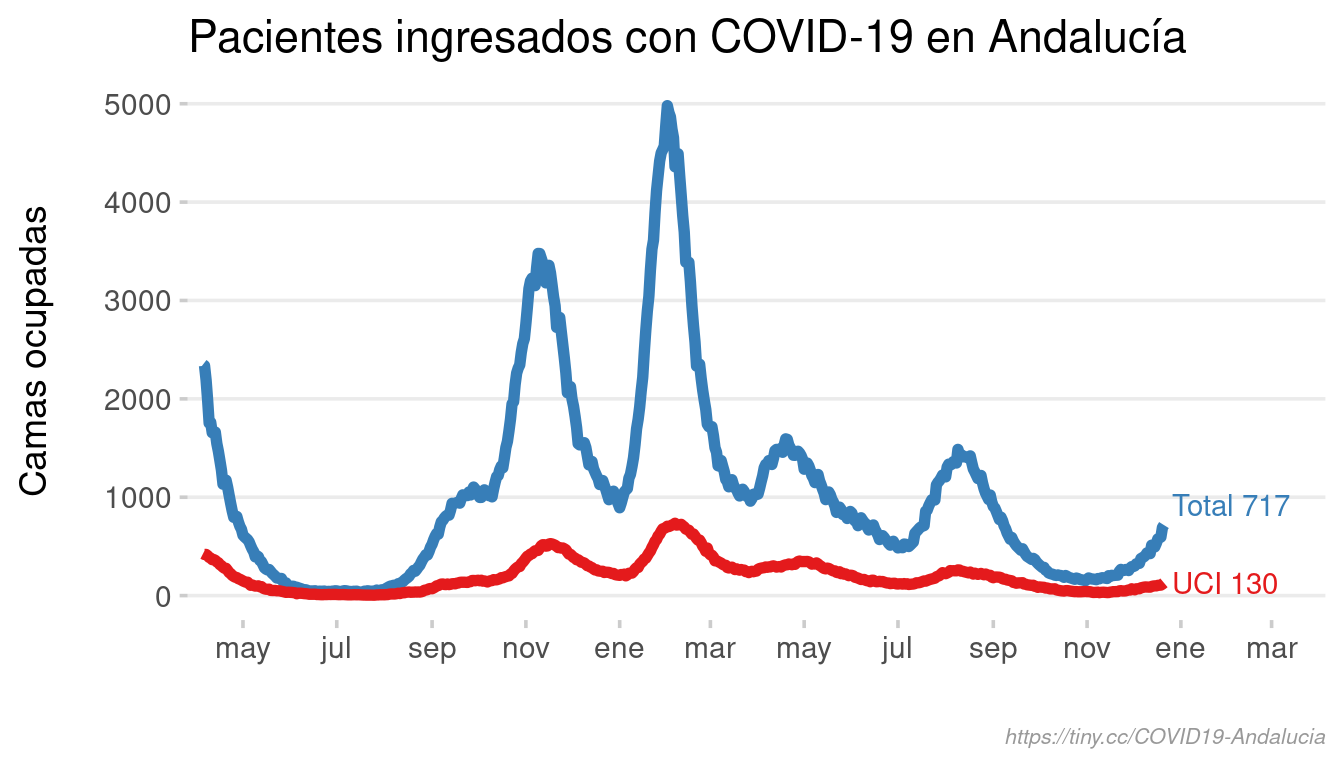 Pacientes ingresados con COVID-19 en Andalucía
Camas ocupadas
5000
4000
3000
2000
1000
0
Total 717
UCI 130
may jul sep nov ene mar may jul sep nov ene mar
https://tiny.cc/COVID19-Andalucia